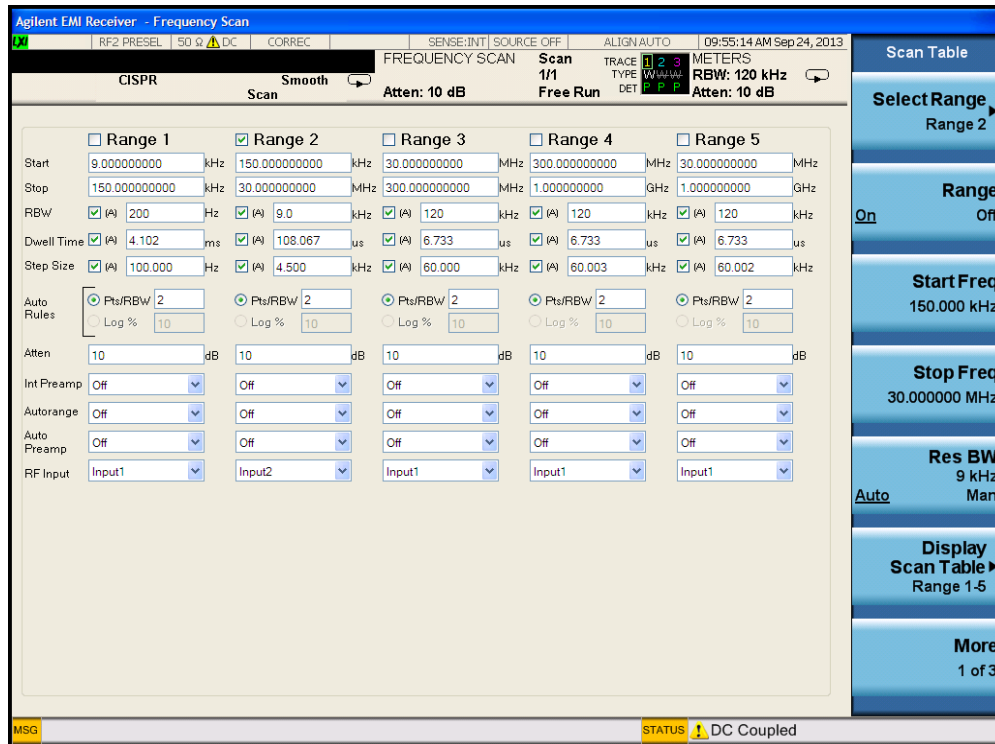 Agilent EMI Receiver - Frequency Scan
LXI RF2 PRESEL 50 Ω DC CORREC SENSE:INT SOURCE OFF ALIGN AUTO 09:55:14 AM Sep 24, 2013
FREQUENCY SCAN Scan TRACE 1 2 3 METERS
CISPR Smooth 1/1 TYPE W W W RBW: 120 kHz
Scan Atten: 10 dB Free Run DET P P P Atten: 10 dB
Range 1 Range 2 Range 3 Range 4 Range 5
Start 9.000000000 kHz 150.000000000 kHz 30.000000000 MHz 300.000000000 MHz 30.000000000 MHz
Stop 150.000000000 kHz 30.000000000 MHz 300.000000000 MHz 1.000000000 GHz 1.000000000 GHz
RBW (A) 200 Hz (A) 9.0 kHz (A) 120 kHz (A) 120 kHz (A) 120 kHz
Dwell Time (A) 4.102 ms (A) 108.067 us (A) 6.733 us (A) 6.733 us (A) 6.733 us
Step Size (A) 100.000 Hz (A) 4.500 kHz (A) 60.000 kHz (A) 60.003 kHz (A) 60.002 kHz
Auto Pts/RBW 2 Pts/RBW 2 Pts/RBW 2 Pts/RBW 2 Pts/RBW 2
Rules Log % 10 Log % 10 Log % 10 Log % 10 Log % 10
Atten 10 dB 10 dB 10 dB 10 dB 10 dB
Int Preamp Off Off Off Off Off
Autorange Off Off Off Off Off
Auto
Preamp Off Off Off Off Off
RF Input Input1 Input2 Input1 Input1 Input1
Scan Table
Select Range
Range 2
Range
On Off
Start Freq
150.000 kHz
Stop Freq
30.000000 MHz
Res BW
9 kHz
Auto Man
Display
Scan Table
Range 1-5
More
1 of 3
MSG STATUS DC Coupled